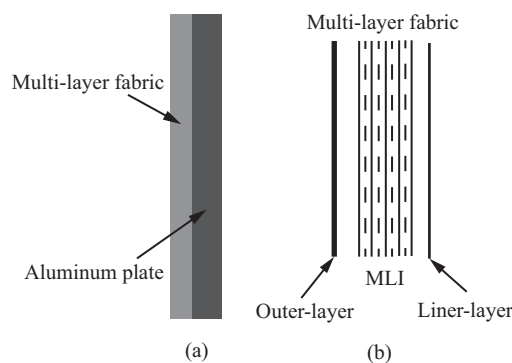 Multi-layer fabric
Aluminum plate
(a)
Multi-layer fabric
MLI
Outer-layer
Liner-layer
(b)